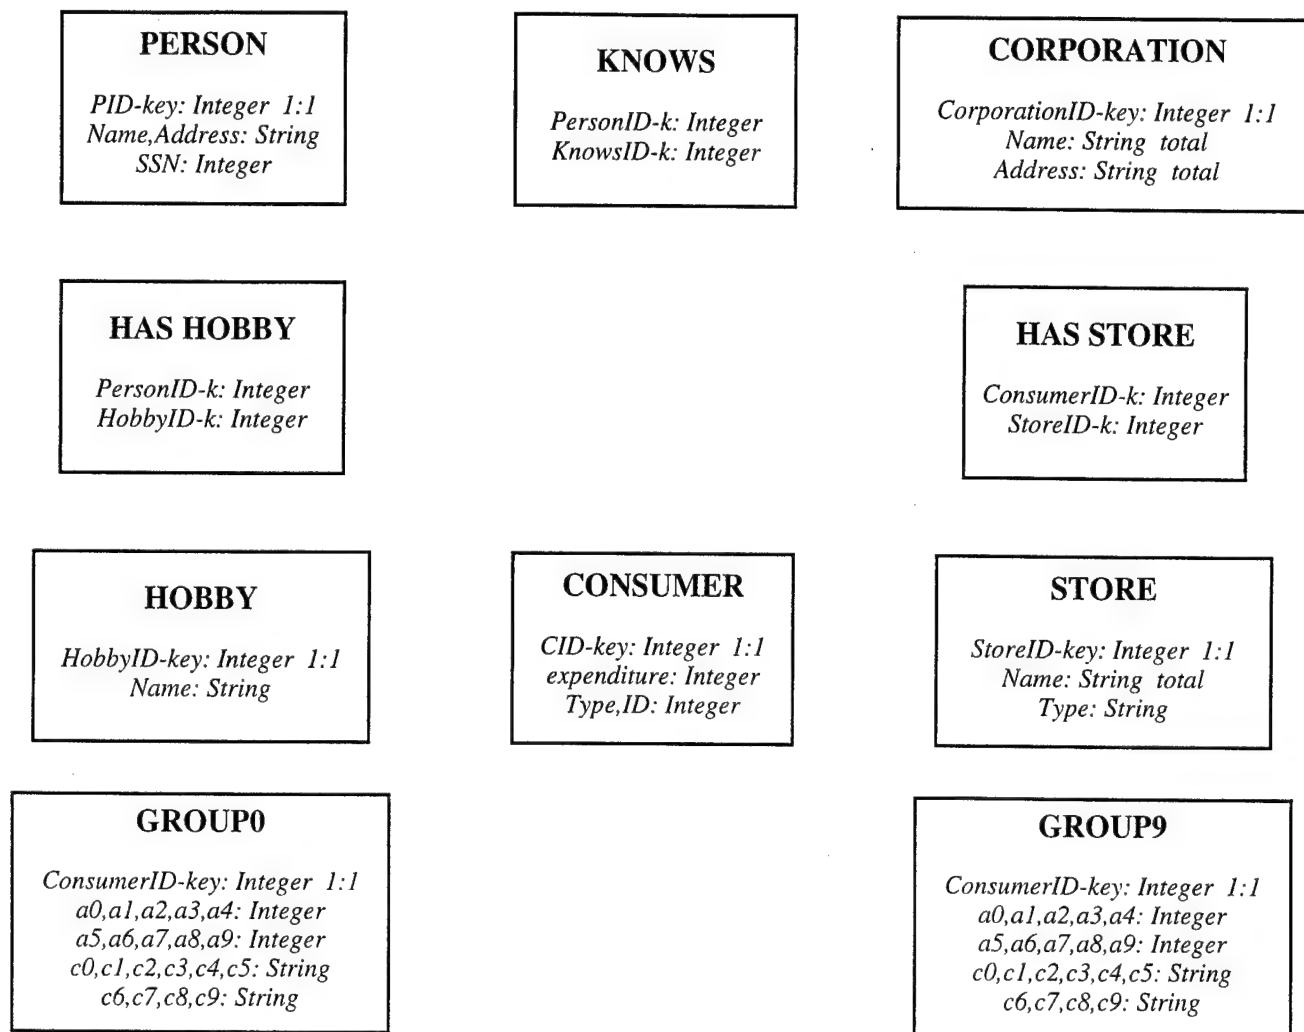 PERSON
PID-key: Integer 1:1
Name,Address: String
SSN: Integer
KNOWS
PersonID-k: Integer
KnowsID-k: Integer
CORPORATION
CorporationID-key: Integer 1:1
Name: String total
Address: String total
HAS HOBBY
PersonID-k: Integer
HobbyID-k: Integer
HAS STORE
ConsumerID-k: Integer
StoreID-k: Integer
HOBBY
HobbyID-key: Integer 1:1
Name: String
CONSUMER
CID-key: Integer 1:1
expenditure: Integer
Type,ID: Integer
STORE
StoreID-key: Integer 1:1
Name: String total
Type: String
GROUP0
ConsumerID-key: Integer 1:1
a0,a1,a2,a3,a4: Integer
a5,a6,a7,a8,a9: Integer
c0,c1,c2,c3,c4,c5: String
c6,c7,c8,c9: String
GROUP9
ConsumerID-key: Integer 1:1
a0,a1,a2,a3,a4: Integer
a5,a6,a7,a8,a9: Integer
c0,c1,c2,c3,c4,c5: String
c6,c7,c8,c9: String